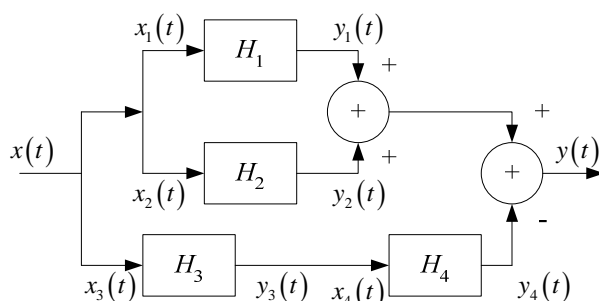 x₁(t)
H₁
y₁(t)
+
+
+
x(t)
+
y(t)
+
x₂(t)
H₂
y₂(t)
-
x₃(t)
H₃
y₃(t)
x₄(t)
H₄
y₄(t)